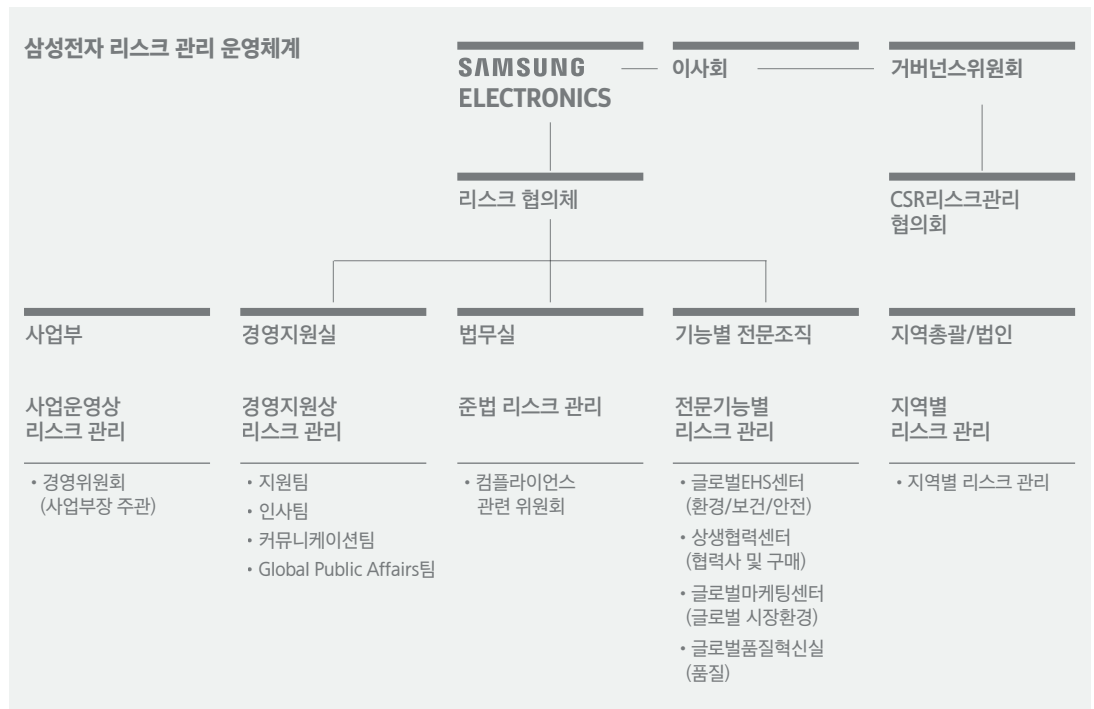 삼성전자 리스크 관리 운영체계
SAMSUNG
ELECTRONICS
이사회
거버넌스위원회
리스크 협의체
CSR리스크관리
협의회
사업부
사업운영상
리스크 관리
• 경영위원회
(사업부장 주관)
경영지원실
경영지원상
리스크 관리
• 지원팀
• 인사팀
• 커뮤니케이션팀
• Global Public Affairs팀
법무실
준법 리스크 관리
• 컴플라이언스
관련 위원회
기능별 전문조직
전문기능별
리스크 관리
• 글로벌EHS센터
(환경/보건/안전)
• 상생협력센터
(협력사 및 구매)
• 글로벌마케팅센터
(글로벌 시장환경)
• 글로벌품질혁신실
(품질)
지역총괄/법인
지역별
리스크 관리
• 지역별 리스크 관리